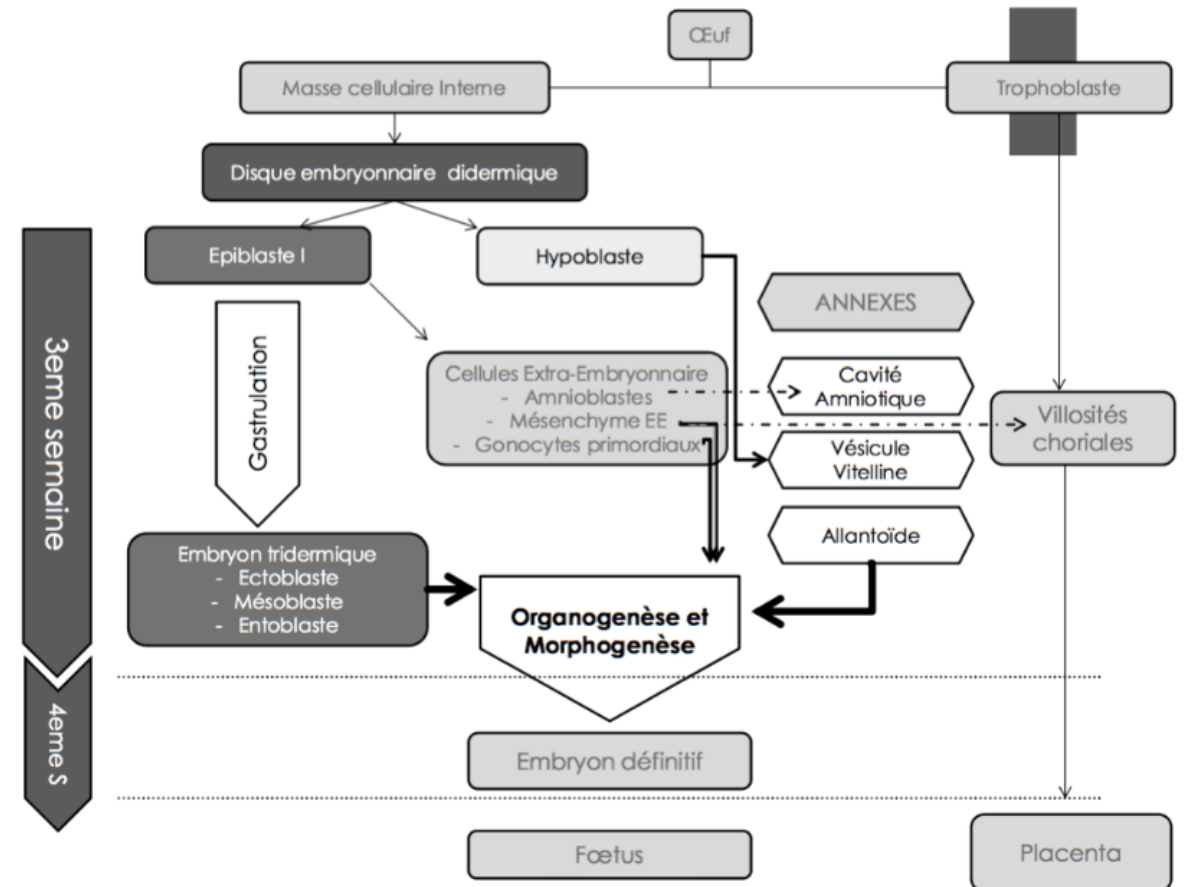 Œuf
Masse cellulaire Interne
Trophoblaste
Disque embryonnaire didermique
Epiblaste I
Hypoblaste
ANNEXES
3eme semaine
Gastrulation
Cellules Extra-Embryonnaire
- Amnioblastes
- Mésenchyme EE
- Gonocytes primordiaux
Cavité
Amniotique
Villosités
choriales
Vésicule
Vitelline
Allantoïde
Embryon tridermique
- Ectoblaste
- Mésoblaste
- Entoblaste
Organogenèse et
Morphogenèse
4eme S
Embryon définitif
Fœtus
Placenta